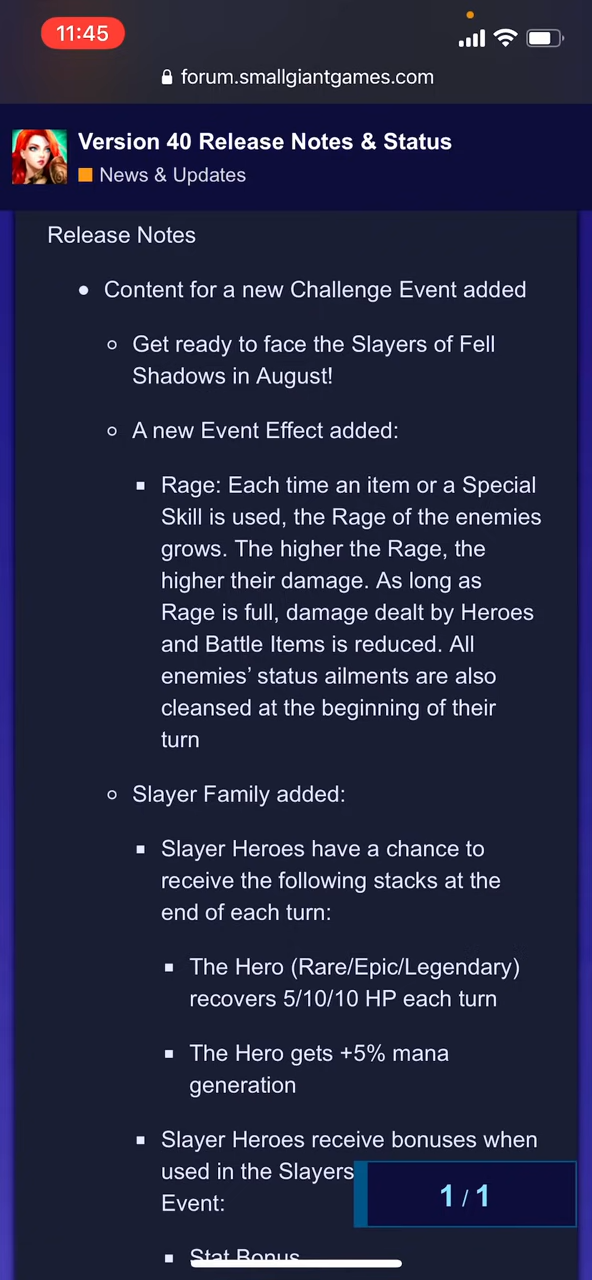 11:45
forum.smallgiantgames.com
Version 40 Release Notes & Status
News & Updates
Release Notes
Content for a new Challenge Event added
Get ready to face the Slayers of Fell
Shadows in August!
A new Event Effect added:
Rage: Each time an item or a Special
Skill is used, the Rage of the enemies
grows. The higher the Rage, the
higher their damage. As long as
Rage is full, damage dealt by Heroes
and Battle Items is reduced. All
enemies’ status ailments are also
cleansed at the beginning of their
turn
Slayer Family added:
Slayer Heroes have a chance to
receive the following stacks at the
end of each turn:
The Hero (Rare/Epic/Legendary)
recovers 5/10/10 HP each turn
The Hero gets +5% mana
generation
Slayer Heroes receive bonuses when
used in the Slayers
Event:
1 / 1
Stat Bonus